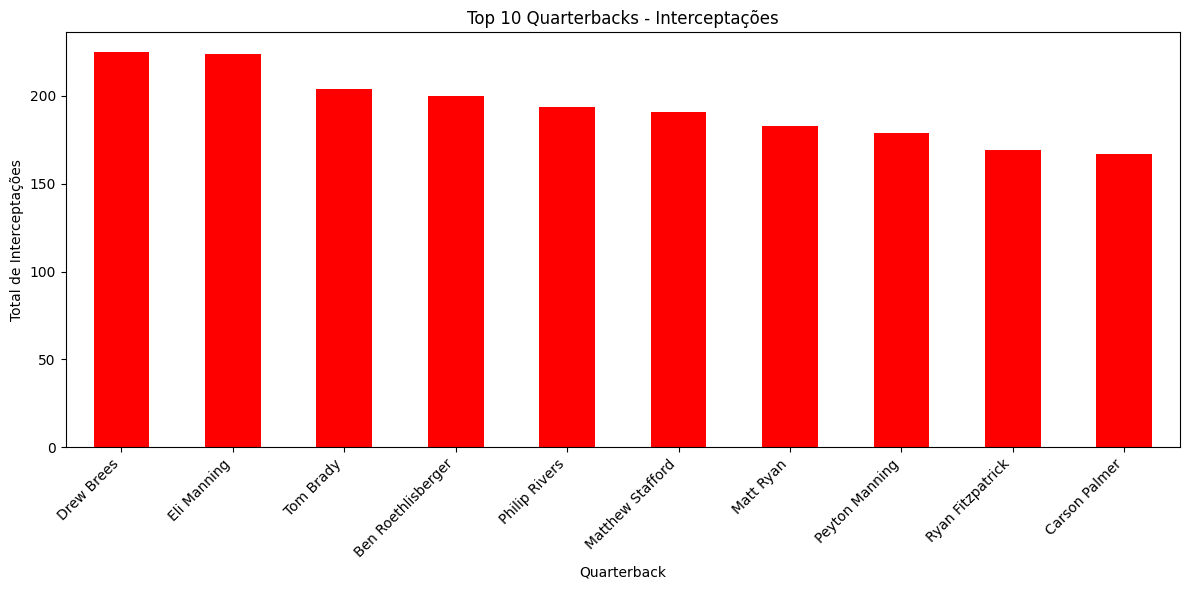 Top 10 Quarterbacks - Interceptações
Total de Interceptações
200
150
100
50
0
Drew Brees
Eli Manning
Tom Brady
Ben Roethlisberger
Philip Rivers
Matthew Stafford
Matt Ryan
Peyton Manning
Ryan Fitzpatrick
Carson Palmer
Quarterback